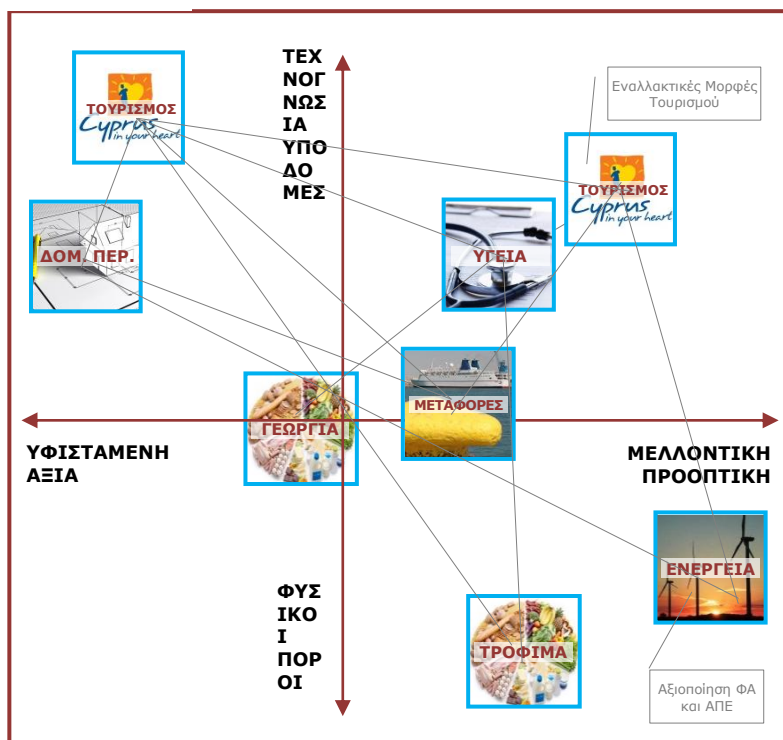 ΤΕΧ
ΝΟΓ
ΝΩΣ
ΙΑ ΥΠΟ
ΔΟ
ΜΕΣ
ΤΟΥΡΙΣΜΟΣ
Cyprus
in your heart
Εναλλακτικές Μορφές
Τουρισμού
ΤΟΥΡΙΣΜΟΣ
Cyprus
in your heart
ΔΟΜ. ΠΕΡ.
ΥΓΕΙΑ
ΜΕΤΑΦΟΡΕΣ
ΓΕΩΡΓΙΑ
ΥΦΙΣΤΑΜΕΝΗ
ΑΞΙΑ
ΜΕΛΛΟΝΤΙΚΗ
ΠΡΟΟΠΤΙΚΗ
ΕΝΕΡΓΕΙΑ
ΦΥΣ
ΙΚΟ
Ι
ΠΟΡ
ΟΙ
ΤΡΟΦΙΜΑ
Αξιοποίηση ΦΑ
και ΑΠΕ